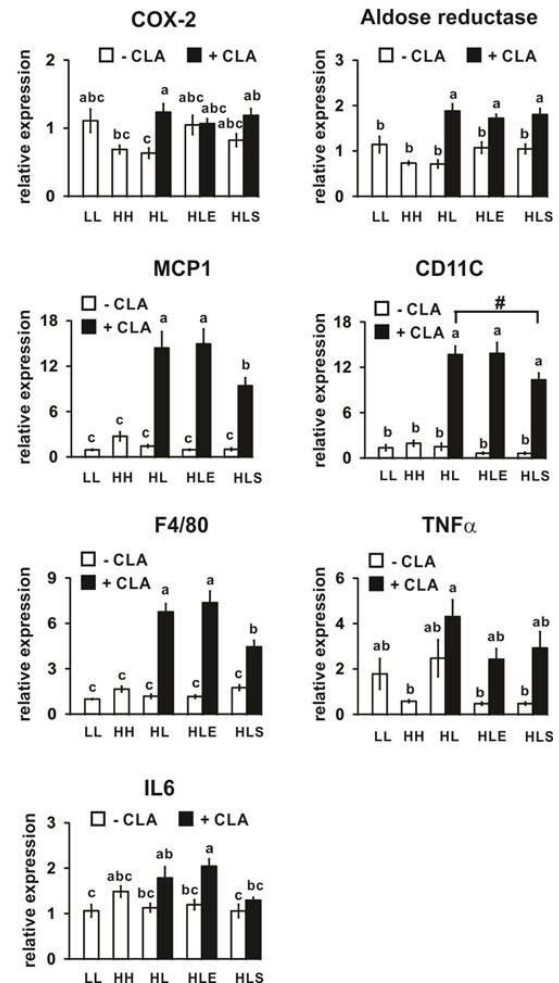 COX-2
- CLA + CLA
relative expression
2
1
0
abc bc c a abc abc abc ab
LL HH HL HLE HLS
Aldose reductase
- CLA + CLA
relative expression
3
2
1
0
b b b a b a b a
LL HH HL HLE HLS
MCP1
- CLA
+ CLA
relative expression
18
12
6
0
c c c a c a c b
LL HH HL HLE HLS
CD11C
- CLA
+ CLA
#
relative expression
18
12
6
0
b b b a b a b a
LL HH HL HLE HLS
F4/80
- CLA
+ CLA
relative expression
9
6
3
0
c c c a c a c b
LL HH HL HLE HLS
TNFα
- CLA
+ CLA
relative expression
6
4
2
0
ab b ab a b ab b ab
LL HH HL HLE HLS
IL6
- CLA + CLA
relative expression
3
2
1
0
c abc bc ab bc a c bc
LL HH HL HLE HLS